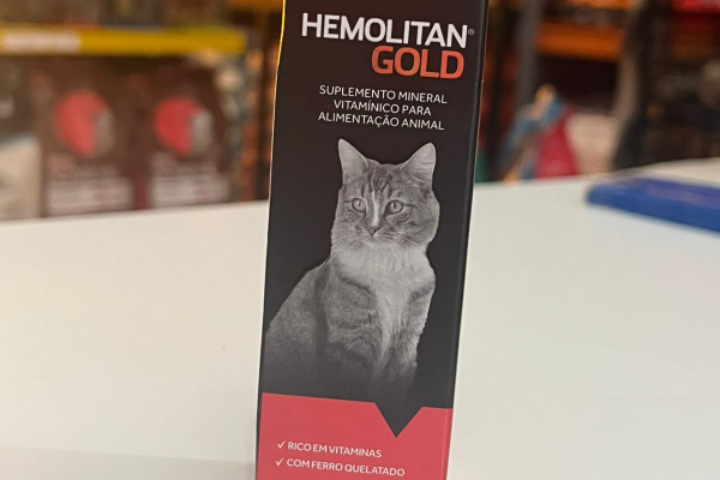 HEMOLITAN®
GOLD
SUPLEMENTO MINERAL
VITAMÍNICO PARA
ALIMENTAÇÃO ANIMAL
✓ RICO EM VITAMINAS
✓ COM FERRO QUELATADO